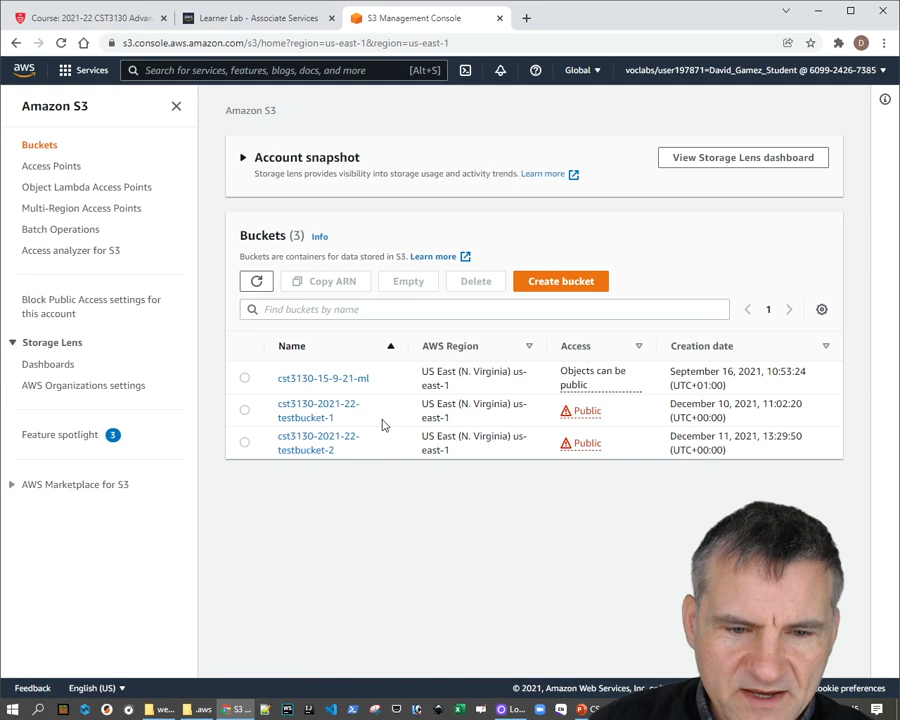 Course: 2021-22 CST3130 Advan
Learner Lab - Associate Services
S3 Management Console
s3.console.aws.amazon.com/s3/home?region=us-east-1&region=us-east-1
D
aws
Services
Search for services, features, blogs, docs, and more
[Alt+S]
Global
voclabs/user197871=David_Gamez_Student @ 6099-2426-7385
Amazon S3
Buckets
Access Points
Object Lambda Access Points
Multi-Region Access Points
Batch Operations
Access analyzer for S3
Block Public Access settings for
this account
Storage Lens
Dashboards
AWS Organizations settings
Feature spotlight 3
AWS Marketplace for S3
Amazon S3
Account snapshot
Storage lens provides visibility into storage usage and activity trends. Learn more
View Storage Lens dashboard
Buckets (3) Info
Buckets are containers for data stored in S3. Learn more
Copy ARN
Empty
Delete
Create bucket
Find buckets by name
1
Name
AWS Region
Access
Creation date
cst3130-15-9-21-ml
US East (N. Virginia) us-
east-1
Objects can be
public
September 16, 2021, 10:53:24
(UTC+01:00)
cst3130-2021-22-
testbucket-1
US East (N. Virginia) us-
east-1
Public
December 10, 2021, 11:02:20
(UTC+00:00)
cst3130-2021-22-
testbucket-2
US East (N. Virginia) us-
east-1
Public
December 11, 2021, 13:29:50
(UTC+00:00)
Feedback
English (US)
© 2021, Amazon Web Services, Inc.
ookie preferences
we...
.aws
S3 ...
Lo...
CS